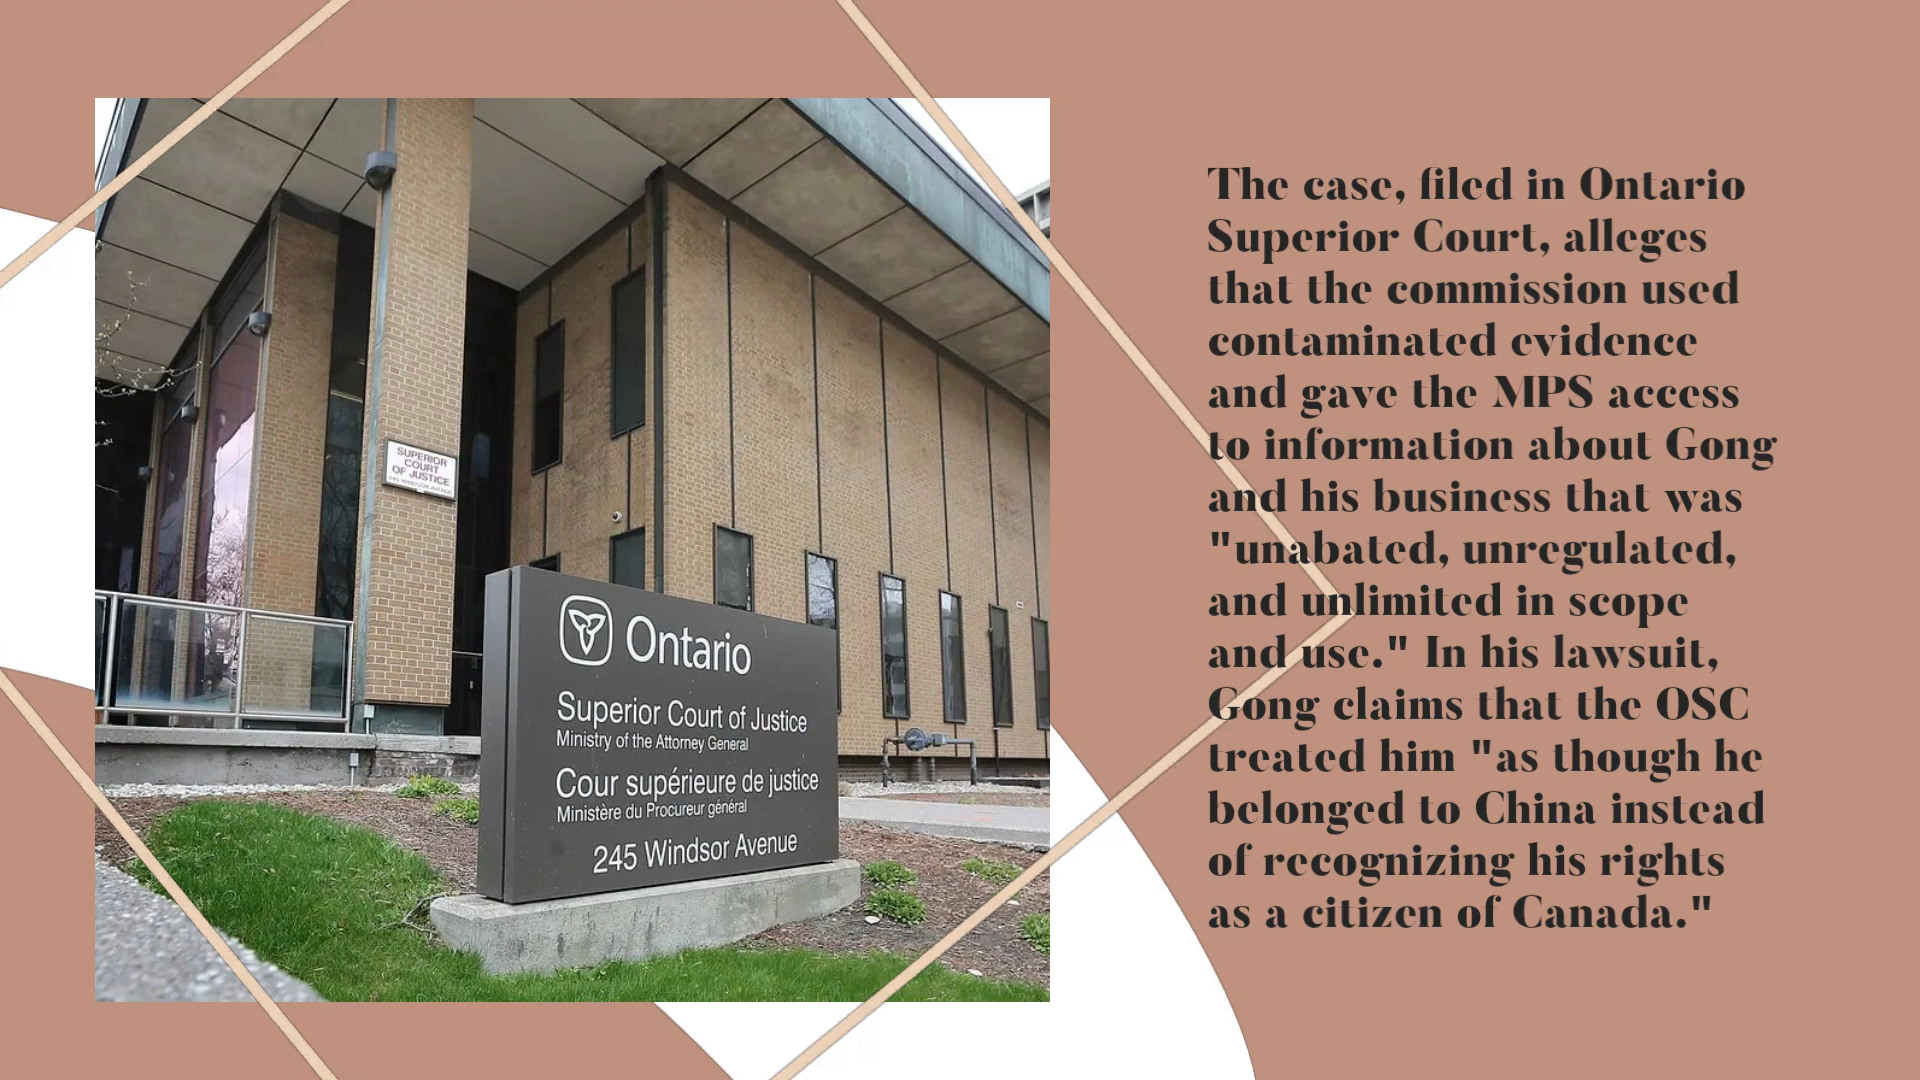 SUPERIOR
COURT
OF JUSTICE
245 WINDSOR AVENUE
Ontario
Superior Court of Justice
Ministry of the Attorney General
Cour supérieure de justice
Ministère du Procureur général
245 Windsor Avenue
The case, filed in Ontario
Superior Court, alleges
that the commission used
contaminated evidence
and gave the MPS access
to information about Gong
and his business that was
"unabated, unregulated,
and unlimited in scope
and use." In his lawsuit,
Gong claims that the OSC
treated him "as though he
belonged to China instead
of recognizing his rights
as a citizen of Canada."